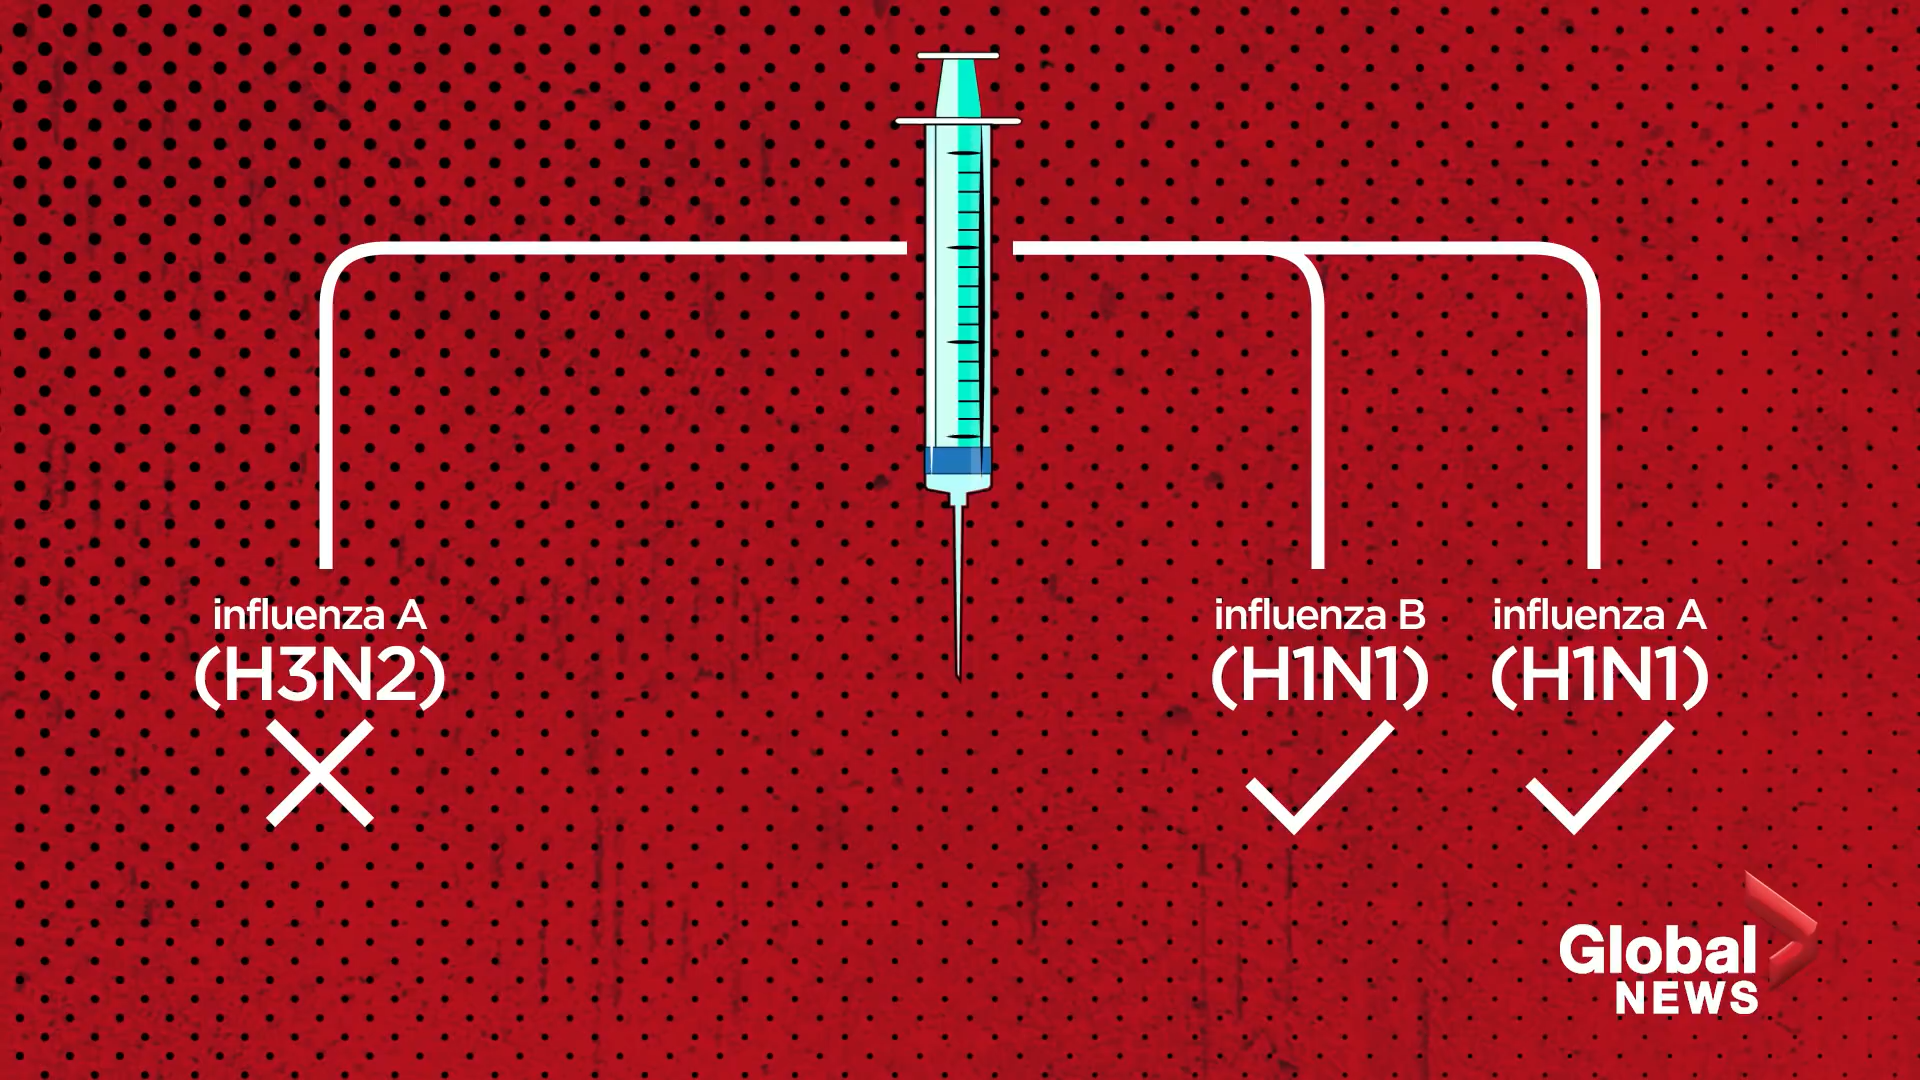 influenza A
(H3N2)
influenza B
(H1N1)
influenza A
(H1N1)
Global
NEWS